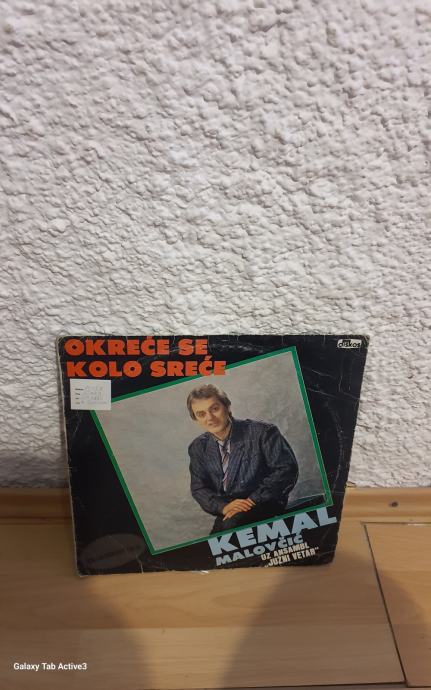 OKREĆE SE
KOLO SREĆE
diskos
KEMAL
MALOVČIĆ
UZ ANSAMBL
„JUŽNI VETAR"
Galaxy Tab Active3